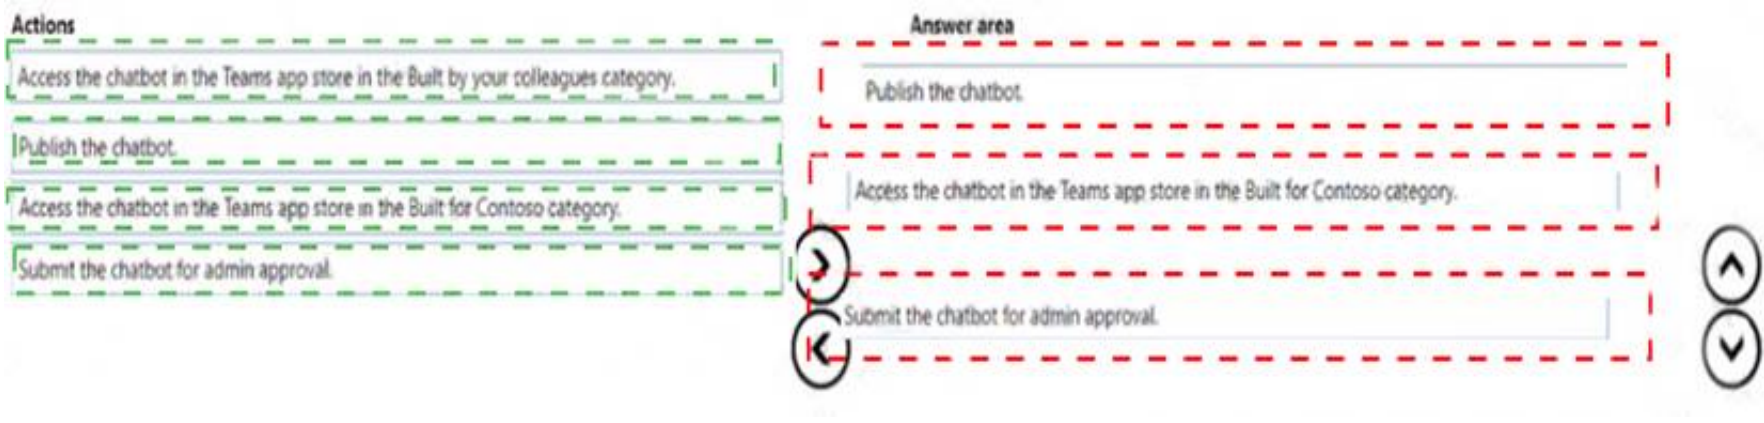 Actions
Access the chatbot in the Teams app store in the Built by your colleagues category.
Publish the chatbot.
Access the chatbot in the Teams app store in the Built for Contoso category.
Submit the chatbot for admin approval.
Answer area
Publish the chatbot.
Access the chatbot in the Teams app store in the Built for Contoso category.
Submit the chatbot for admin approval.